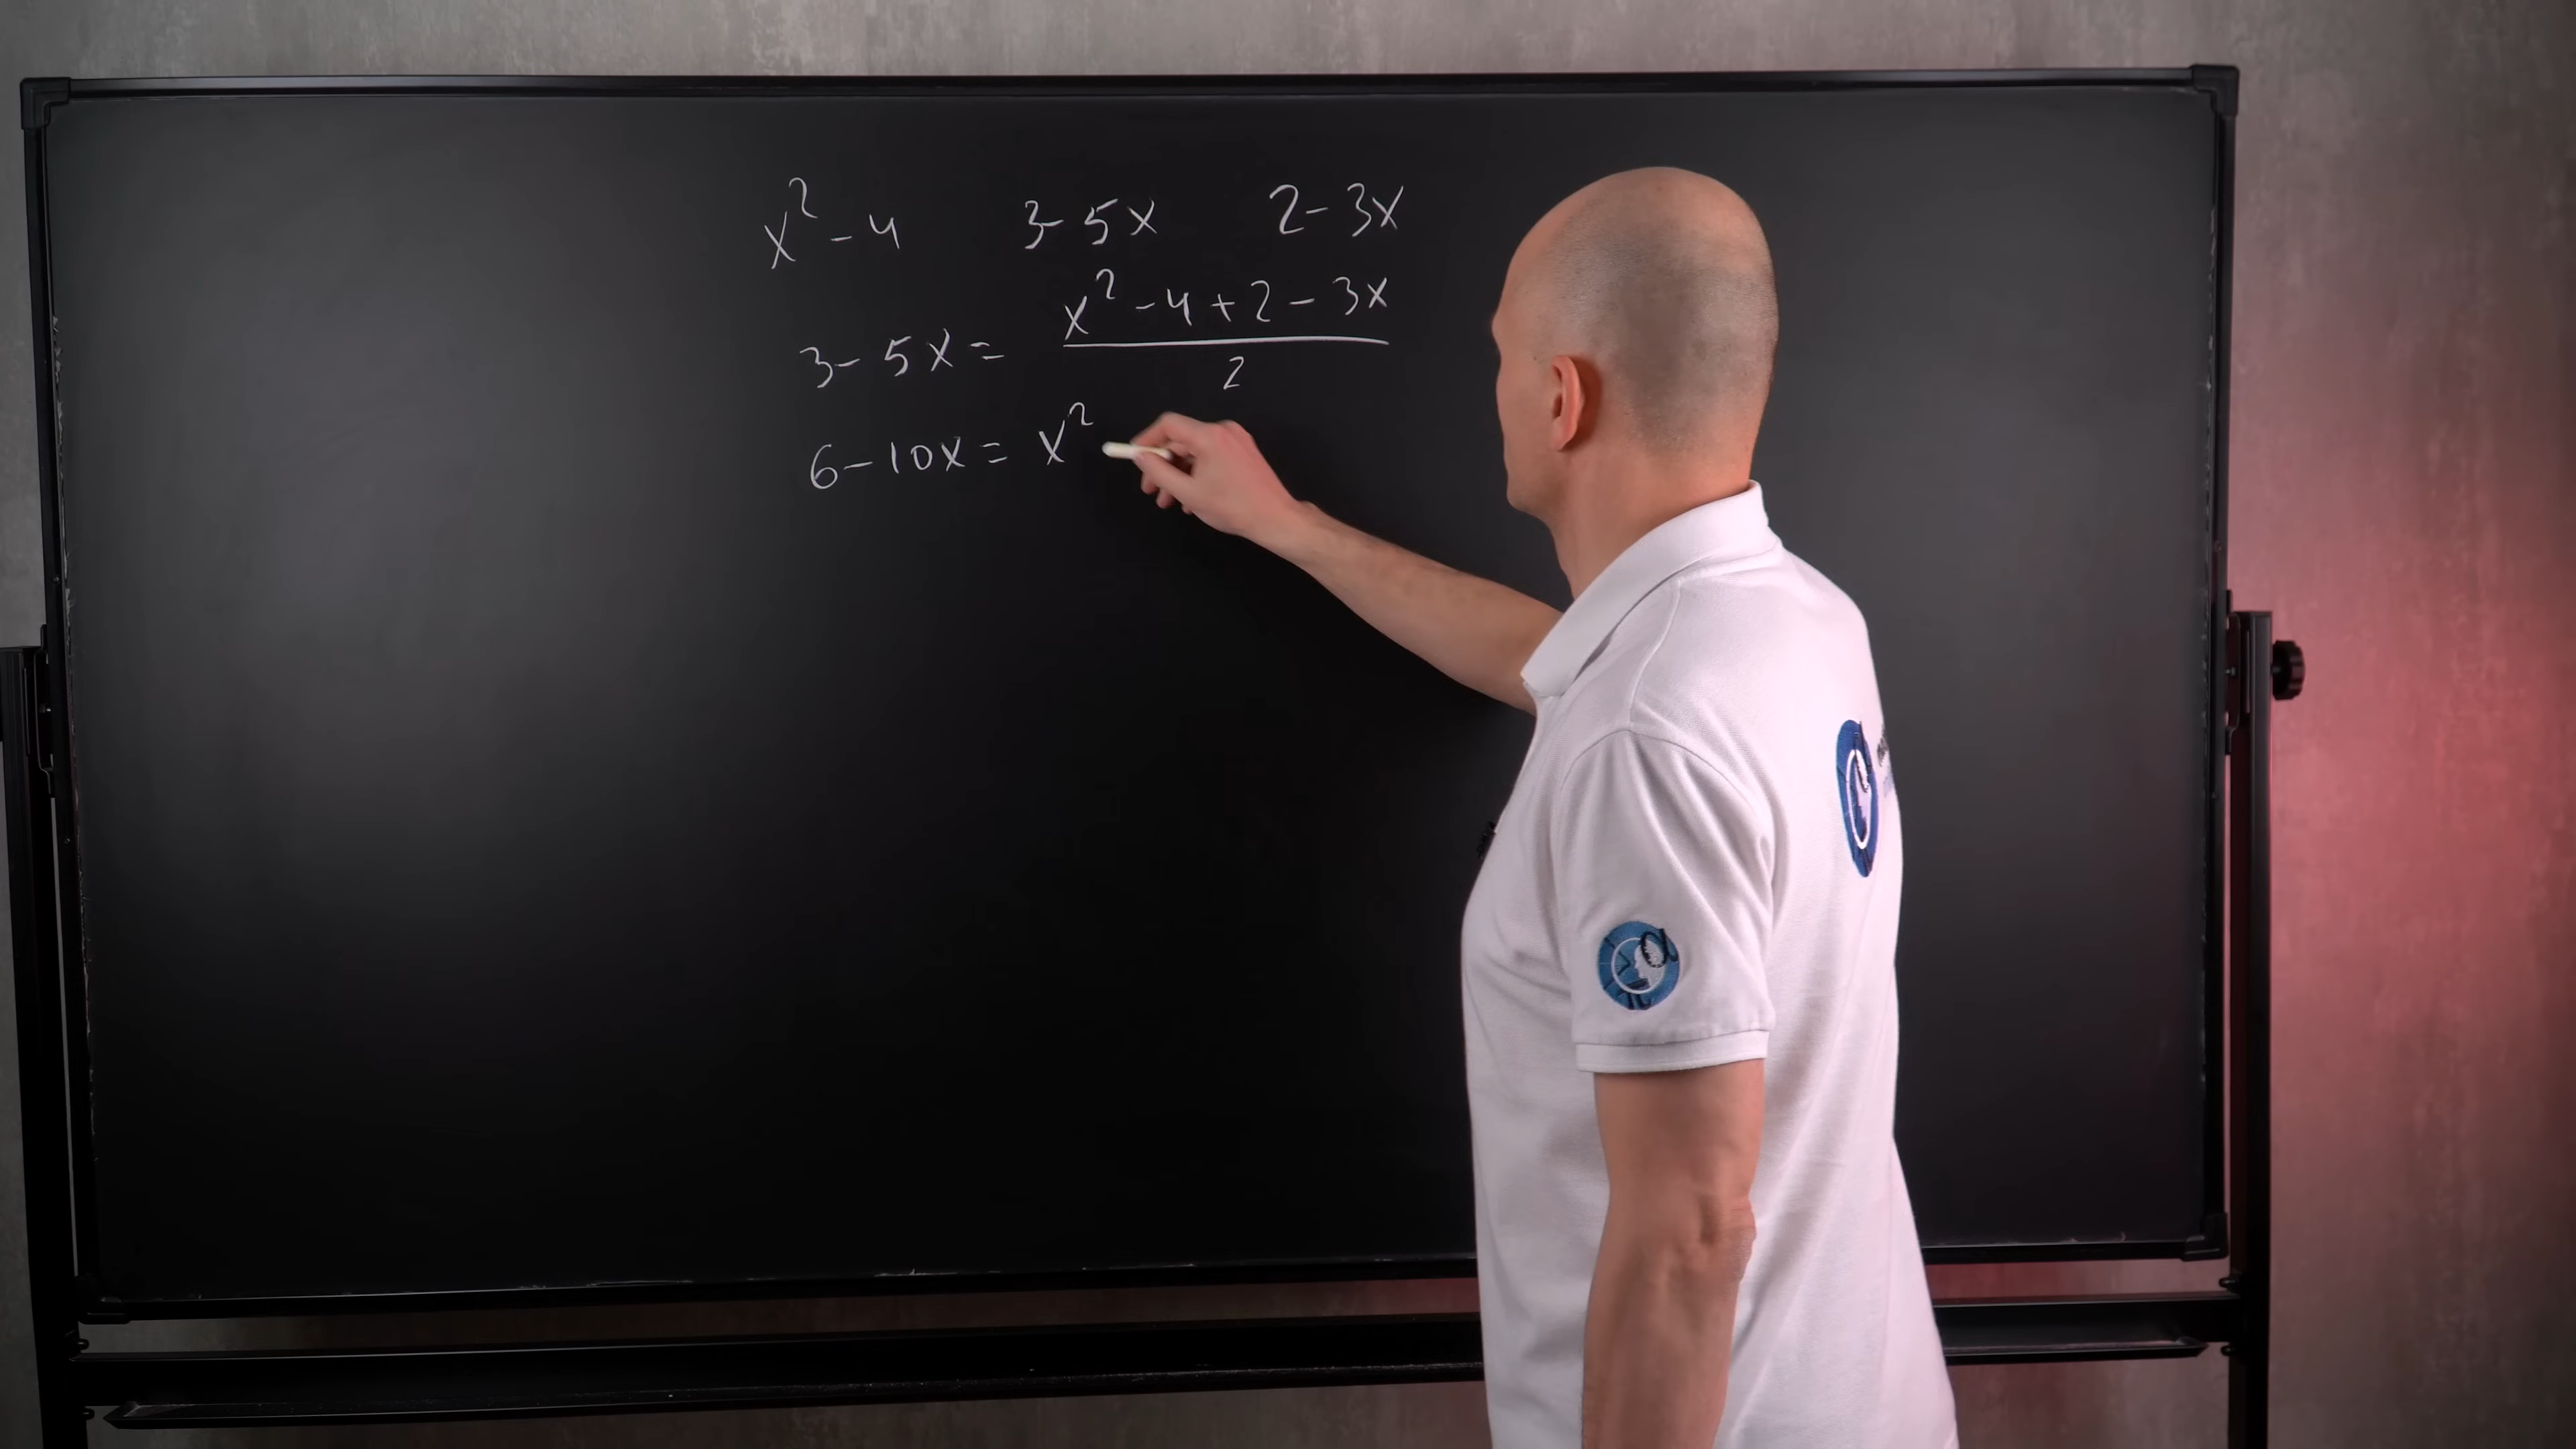 x² - 4 3 - 5x 2 - 3x
3 - 5x = (x² - 4 + 2 - 3x) / 2
6 - 10x = x²